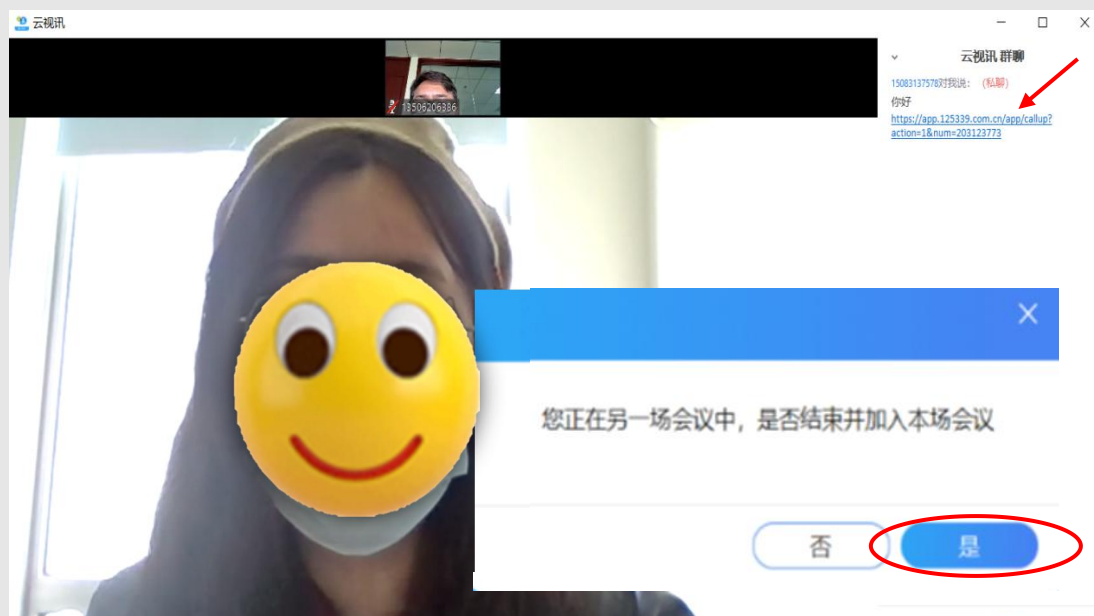 云视讯
云视讯 群聊
15083137578对我说： （私聊）
你好
https://app.125339.com.cn/app/callup?
action=1&num=203123773
13506206386
您正在另一场会议中，是否结束并加入本场会议
否
是